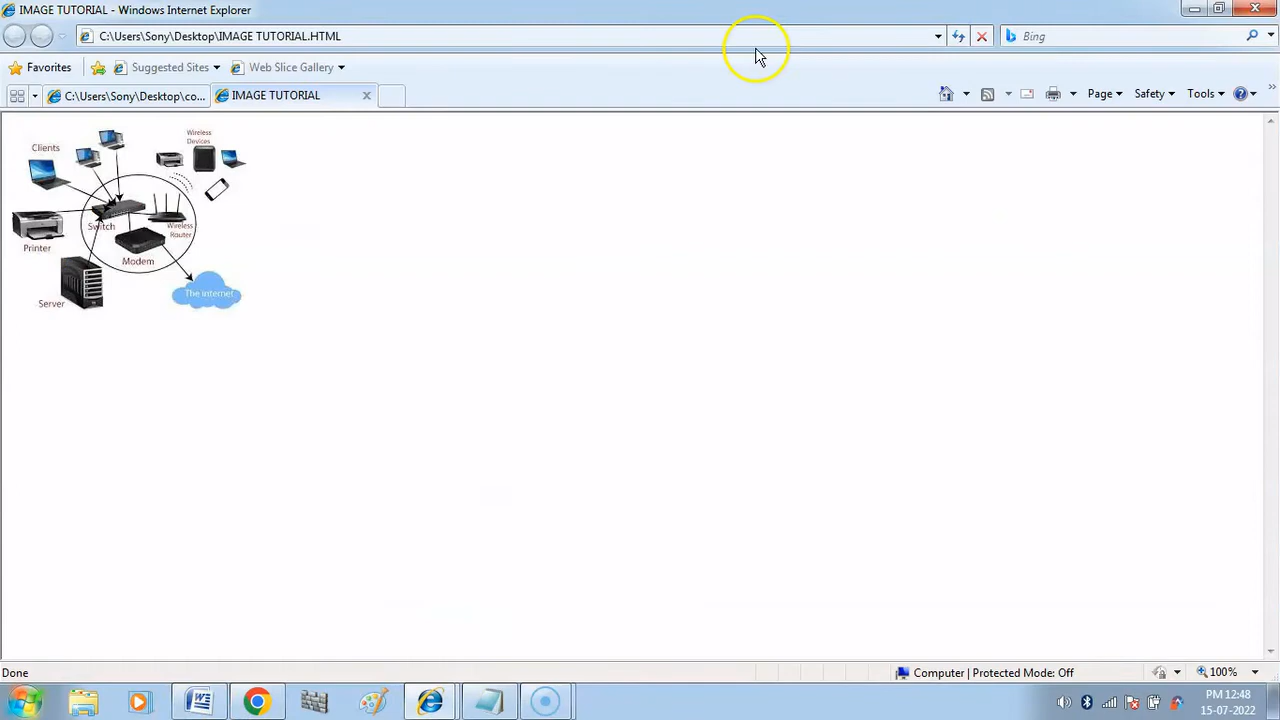 IMAGE TUTORIAL - Windows Internet Explorer
C:\Users\Sony\Desktop\IMAGE TUTORIAL.HTML
Bing
Favorites
Suggested Sites
Web Slice Gallery
C:\Users\Sony\Desktop\co...
IMAGE TUTORIAL
Page
Safety
Tools
Wireless
Devices
Clients
Switch
Wireless
Router
Printer
Modem
Server
The Internet
Done
Computer | Protected Mode: Off
100%
PM 12:48
15-07-2022